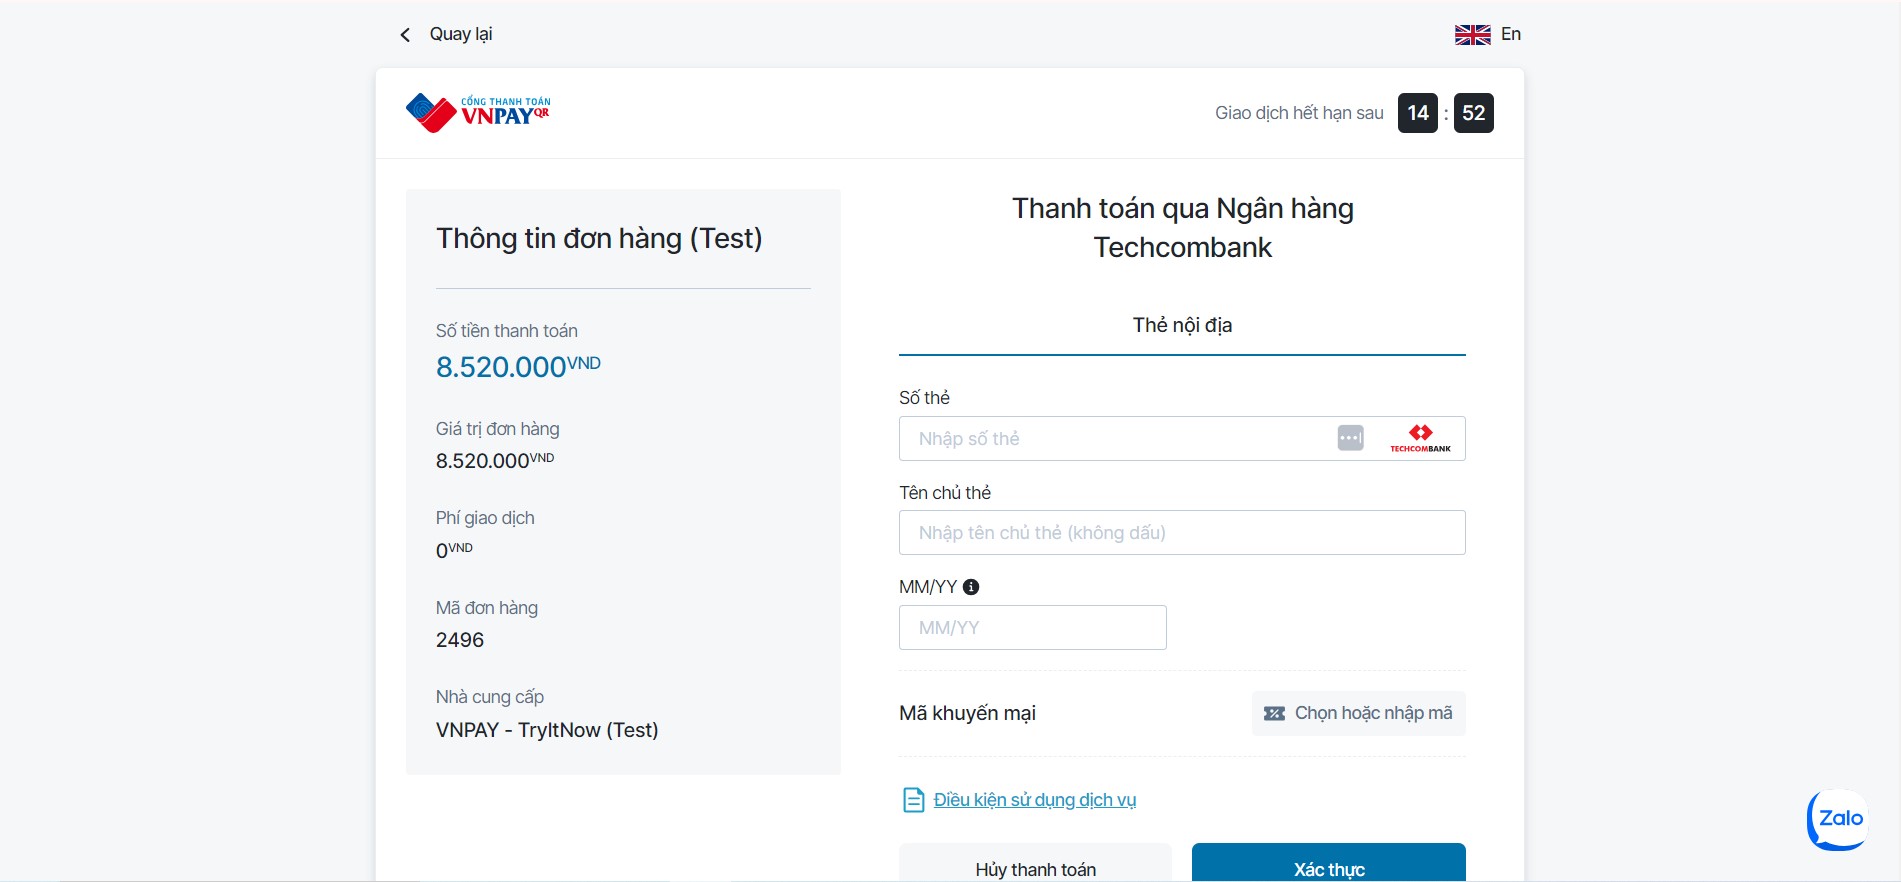 Quay lại
En
CỔNG THANH TOÁN
VNPAYQR
Giao dịch hết hạn sau 14 : 52
Thông tin đơn hàng (Test)
Số tiền thanh toán
8.520.000VND
Giá trị đơn hàng
8.520.000VND
Phí giao dịch
0VND
Mã đơn hàng
2496
Nhà cung cấp
VNPAY - TryItNow (Test)
Thanh toán qua Ngân hàng
Techcombank
Thẻ nội địa
Số thẻ
Nhập số thẻ
TECHCOMBANK
Tên chủ thẻ
Nhập tên chủ thẻ (không dấu)
MM/YY
MM/YY
Mã khuyến mại
Chọn hoặc nhập mã
Điều kiện sử dụng dịch vụ
Hủy thanh toán
Xác thực
Zalo